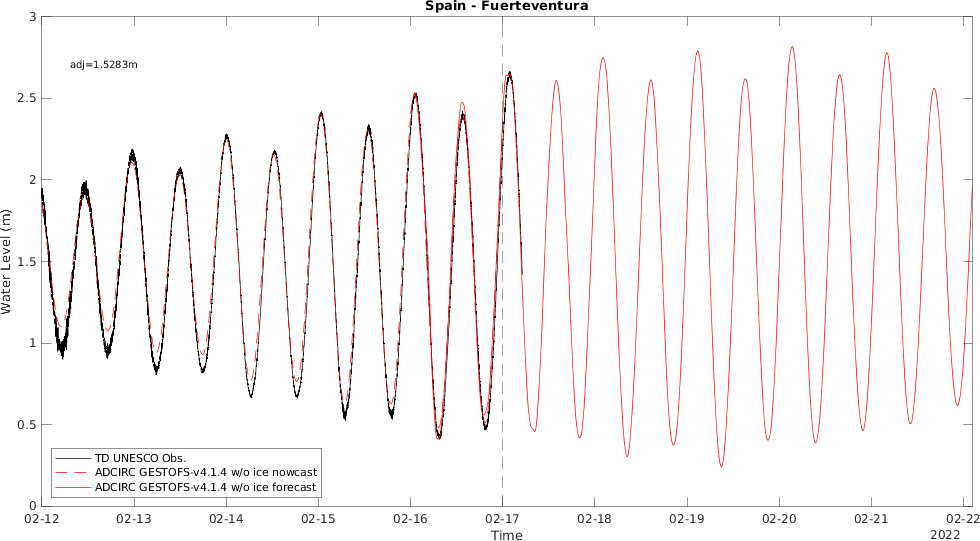 Spain - Fuerteventura
adj=1.5283m
3
2.5
2
1.5
1
0.5
0
Water Level (m)
TD UNESCO Obs.
ADCIRC GESTOFS-v4.1.4 w/o ice nowcast
ADCIRC GESTOFS-v4.1.4 w/o ice forecast
02-12 02-13 02-14 02-15 02-16 02-17 02-18 02-19 02-20 02-21 02-22
Time
2022